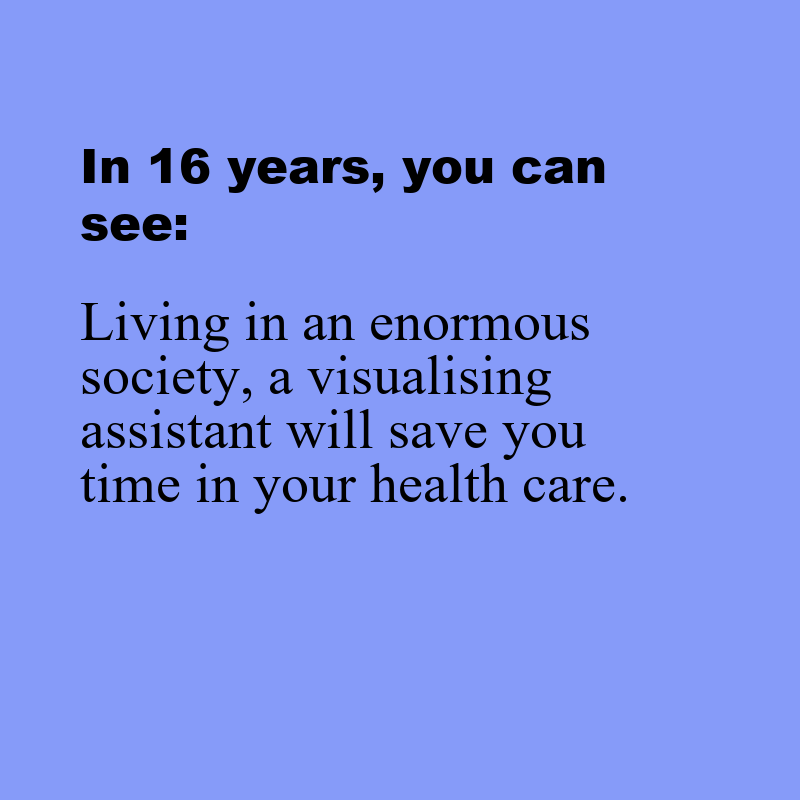 In 16 years, you can
see:
Living in an enormous
society, a visualising
assistant will save you
time in your health care.